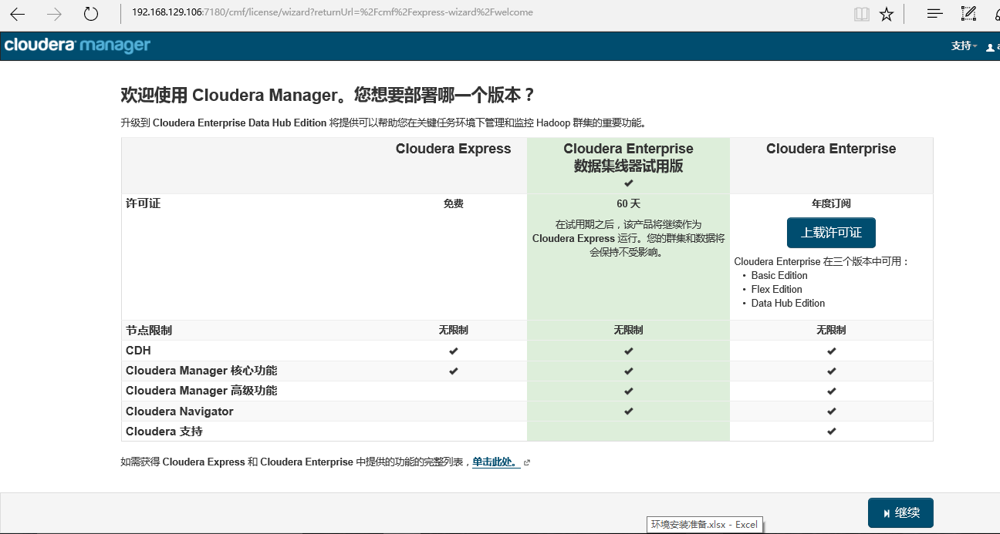 192.168.129.106:7180/cmf/license/wizard?returnUrl=%2Fcmf%2Fexpress-wizard%2Fwelcome
cloudera manager
支持
欢迎使用 Cloudera Manager。您想要部署哪一个版本？
升级到 Cloudera Enterprise Data Hub Edition 将提供可以帮助您在关键任务环境下管理和监控 Hadoop 群集的重要功能。
Cloudera Express
Cloudera Enterprise
数据集线器试用版
✔
Cloudera Enterprise
许可证
免费
60 天
在试用期之后，该产品将继续作为
Cloudera Express 运行。您的群集和数据将
会保持不受影响。
年度订阅
上载许可证
Cloudera Enterprise 在三个版本中可用：
• Basic Edition
• Flex Edition
• Data Hub Edition
节点限制 无限制 无限制 无限制
CDH ✔ ✔ ✔
Cloudera Manager 核心功能 ✔ ✔ ✔
Cloudera Manager 高级功能 ✔ ✔
Cloudera Navigator ✔ ✔
Cloudera 支持 ✔
如需获得 Cloudera Express 和 Cloudera Enterprise 中提供的功能的完整列表，单击此处。
继续
环境安装准备.xlsx - Excel